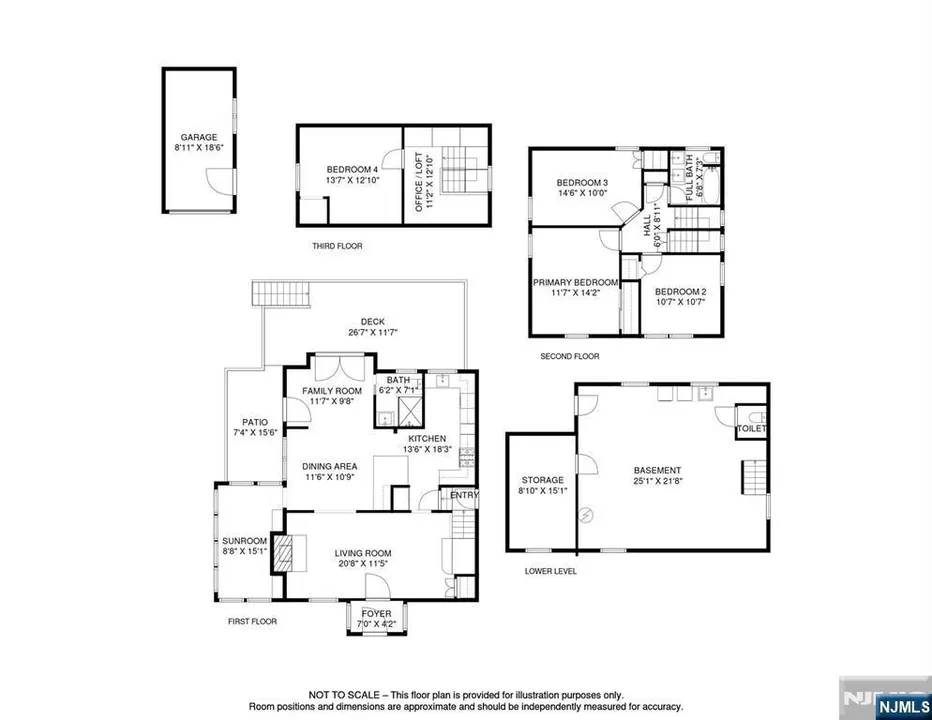 GARAGE
8'11" X 18'6"
BEDROOM 4
13'7" X 12'10"
OFFICE / LOFT
11'2" X 12'10"
THIRD FLOOR
BEDROOM 3
14'6" X 10'0"
FULL BATH
6'8" X 7'3"
HALL
6'0" X 8'11"
PRIMARY BEDROOM
11'7" X 14'2"
BEDROOM 2
10'7" X 10'7"
SECOND FLOOR
DECK
26'7" X 11'7"
FAMILY ROOM
11'7" X 9'8"
BATH
6'2" X 7'1"
PATIO
7'4" X 15'6"
KITCHEN
13'6" X 18'3"
DINING AREA
11'6" X 10'9"
ENTRY
SUNROOM
8'8" X 15'1"
LIVING ROOM
20'8" X 11'5"
FOYER
7'0" X 4'2"
FIRST FLOOR
TOILET
STORAGE
8'10" X 15'1"
BASEMENT
25'1" X 21'8"
LOWER LEVEL
NOT TO SCALE – This floor plan is provided for illustration purposes only.
Room positions and dimensions are approximate and should be independently measured for accuracy.
NJMLS
NJMLS